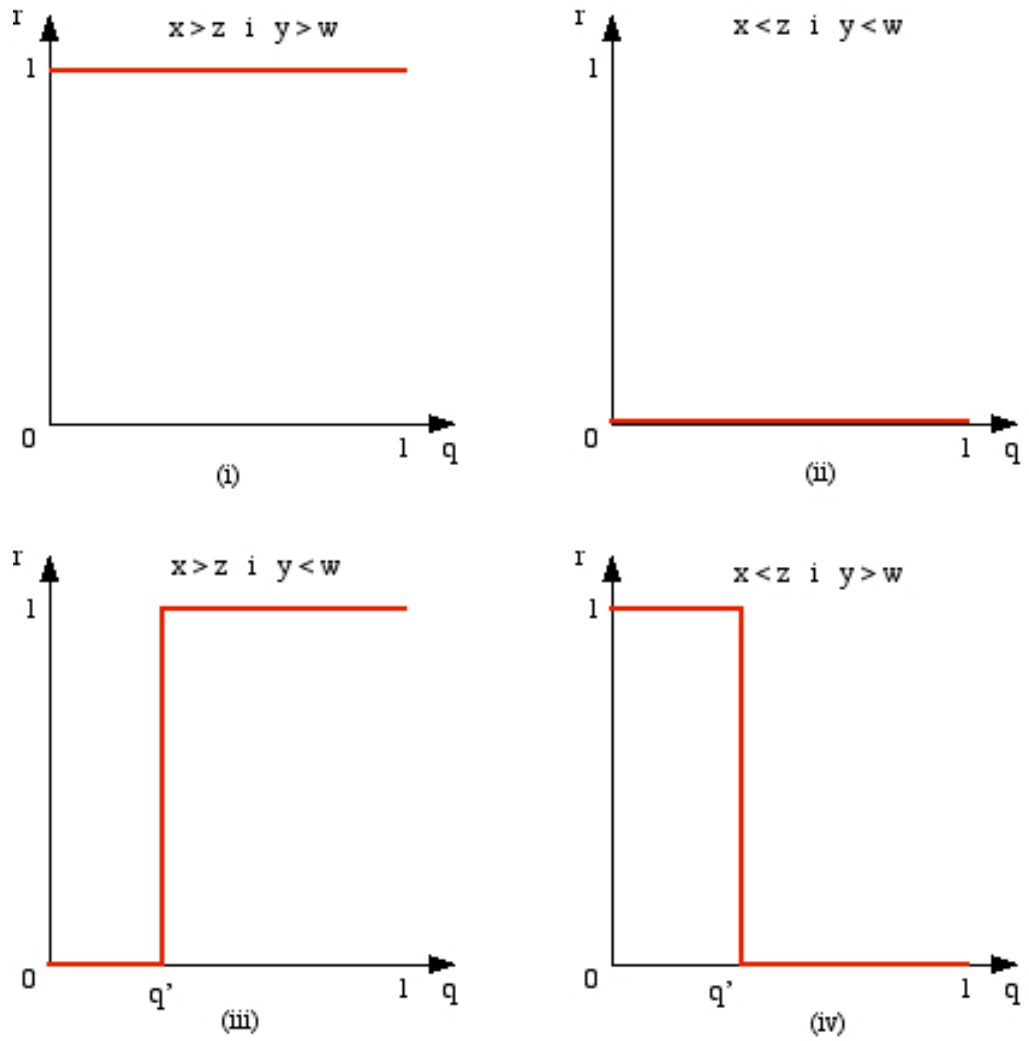 r
x > z i y > w
1
0
1 q
(i)
r
x < z i y < w
1
0
1 q
(ii)
r
x > z i y < w
1
0
q’
1 q
(iii)
r
x < z i y > w
1
0
q’
1 q
(iv)